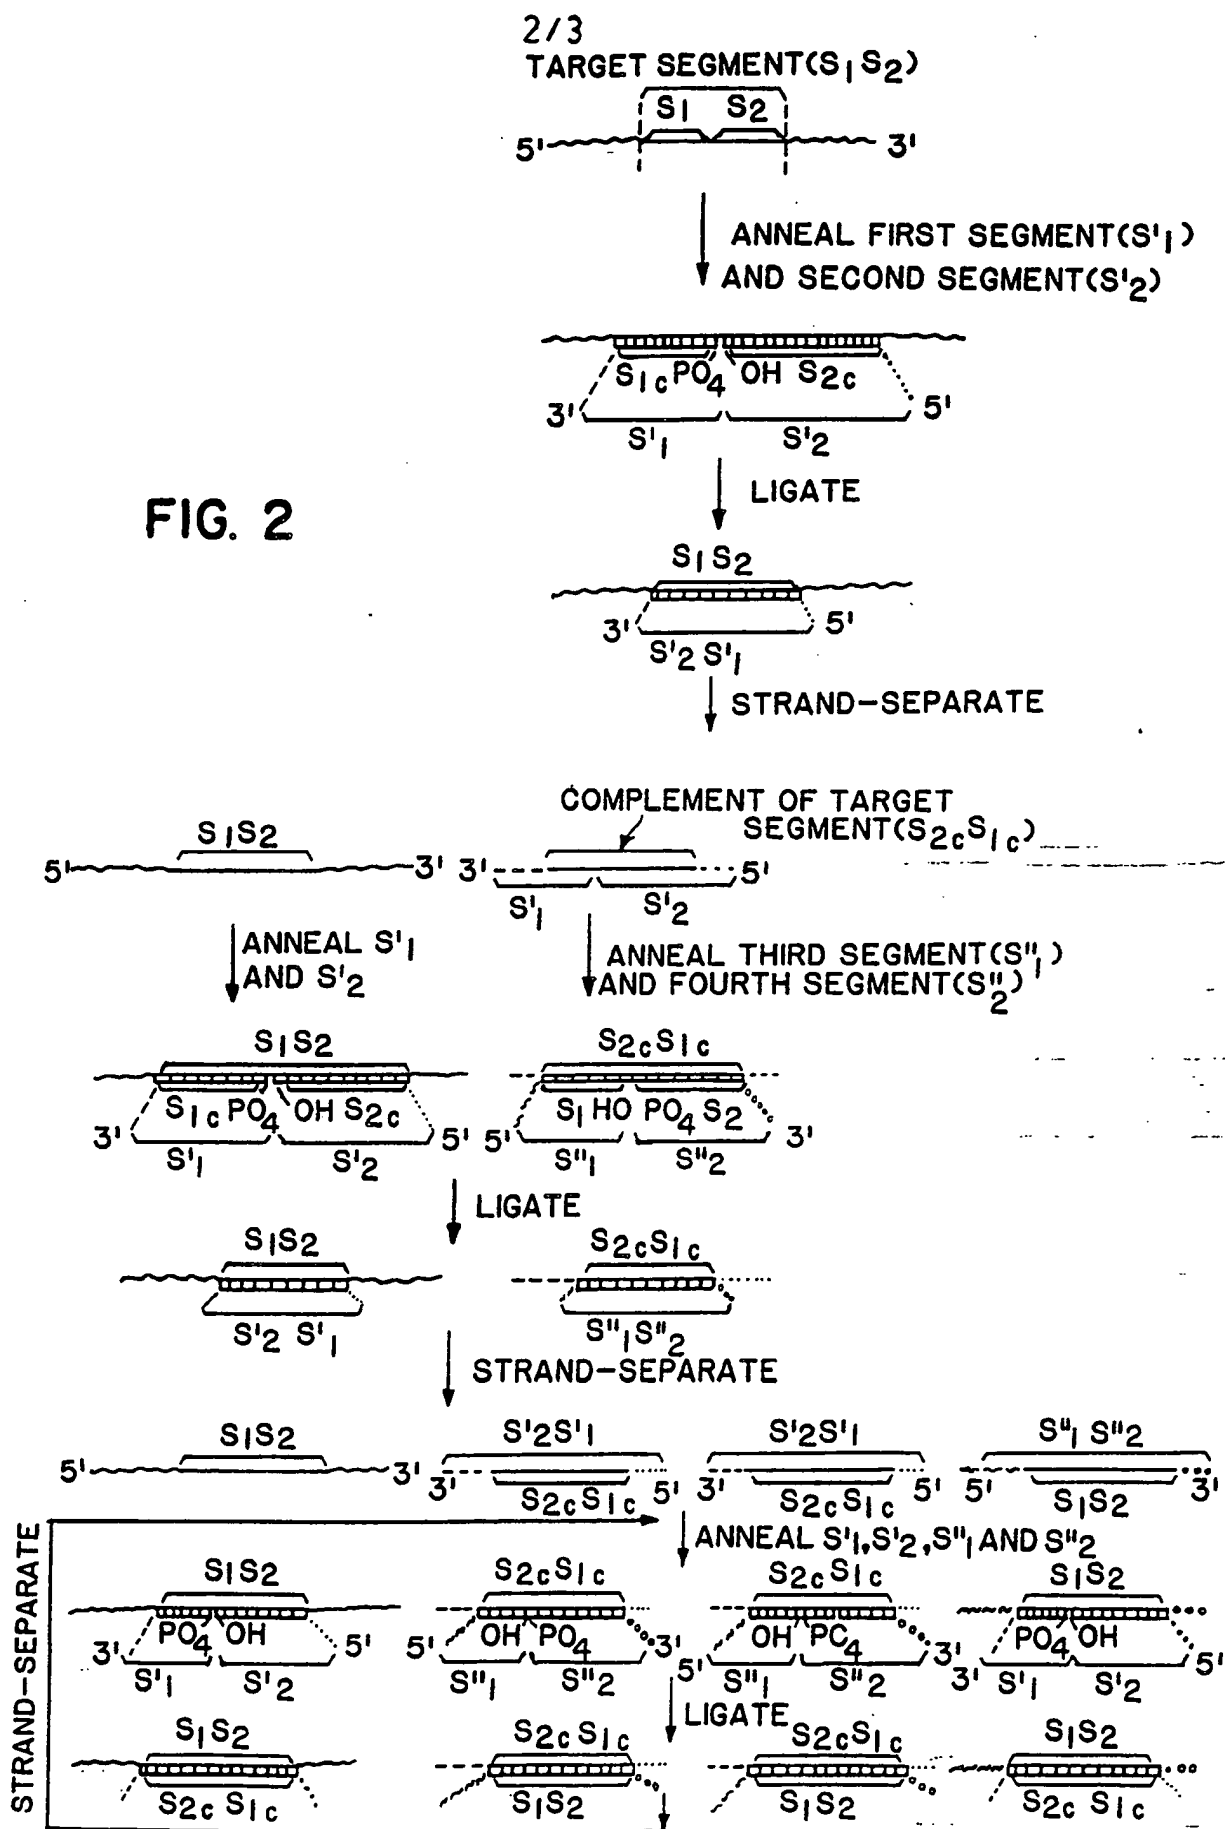 2/3
TARGET SEGMENT(S1S2)
S1 S2
5' 3'
ANNEAL FIRST SEGMENT(S'1)
AND SECOND SEGMENT(S'2)
S1c PO4 OH S2c
3' 5'
S'1 S'2
LIGATE
FIG. 2
S1S2
3' 5'
S'2 S'1
STRAND-SEPARATE
COMPLEMENT OF TARGET
SEGMENT(S2cS1c)
S1S2
5' 3' 3' 5'
S'1 S'2
ANNEAL S'1
AND S'2
ANNEAL THIRD SEGMENT(S"1)
AND FOURTH SEGMENT(S"2)
S1S2 S2cS1c
S1c PO4 OH S2c S1 HO PO4 S2
3' 5' 5' 3'
S'1 S'2 S"1 S"2
LIGATE
S1S2 S2cS1c
S'2 S'1 S"1S"2
STRAND-SEPARATE
S1S2 S'2S'1 S'2S'1 S"1 S"2
5' 3' 3' 5' 3' 5' 5' 3'
S2cS1c S2cS1c S1S2
ANNEAL S'1,S'2,S"1 AND S"2
STRAND-SEPARATE
S1S2 S2cS1c S2cS1c S1S2
PO4 OH OH PO4 OH PO4 PO4 OH
3' 5' 5' 3' 5' 3' 3' 5'
S'1 S'2 S"1 S"2 S"1 S"2 S'1 S'2
LIGATE
S1S2 S2cS1c S2cS1c S1S2
S2c S1c S1S2 S1S2 S2c S1c